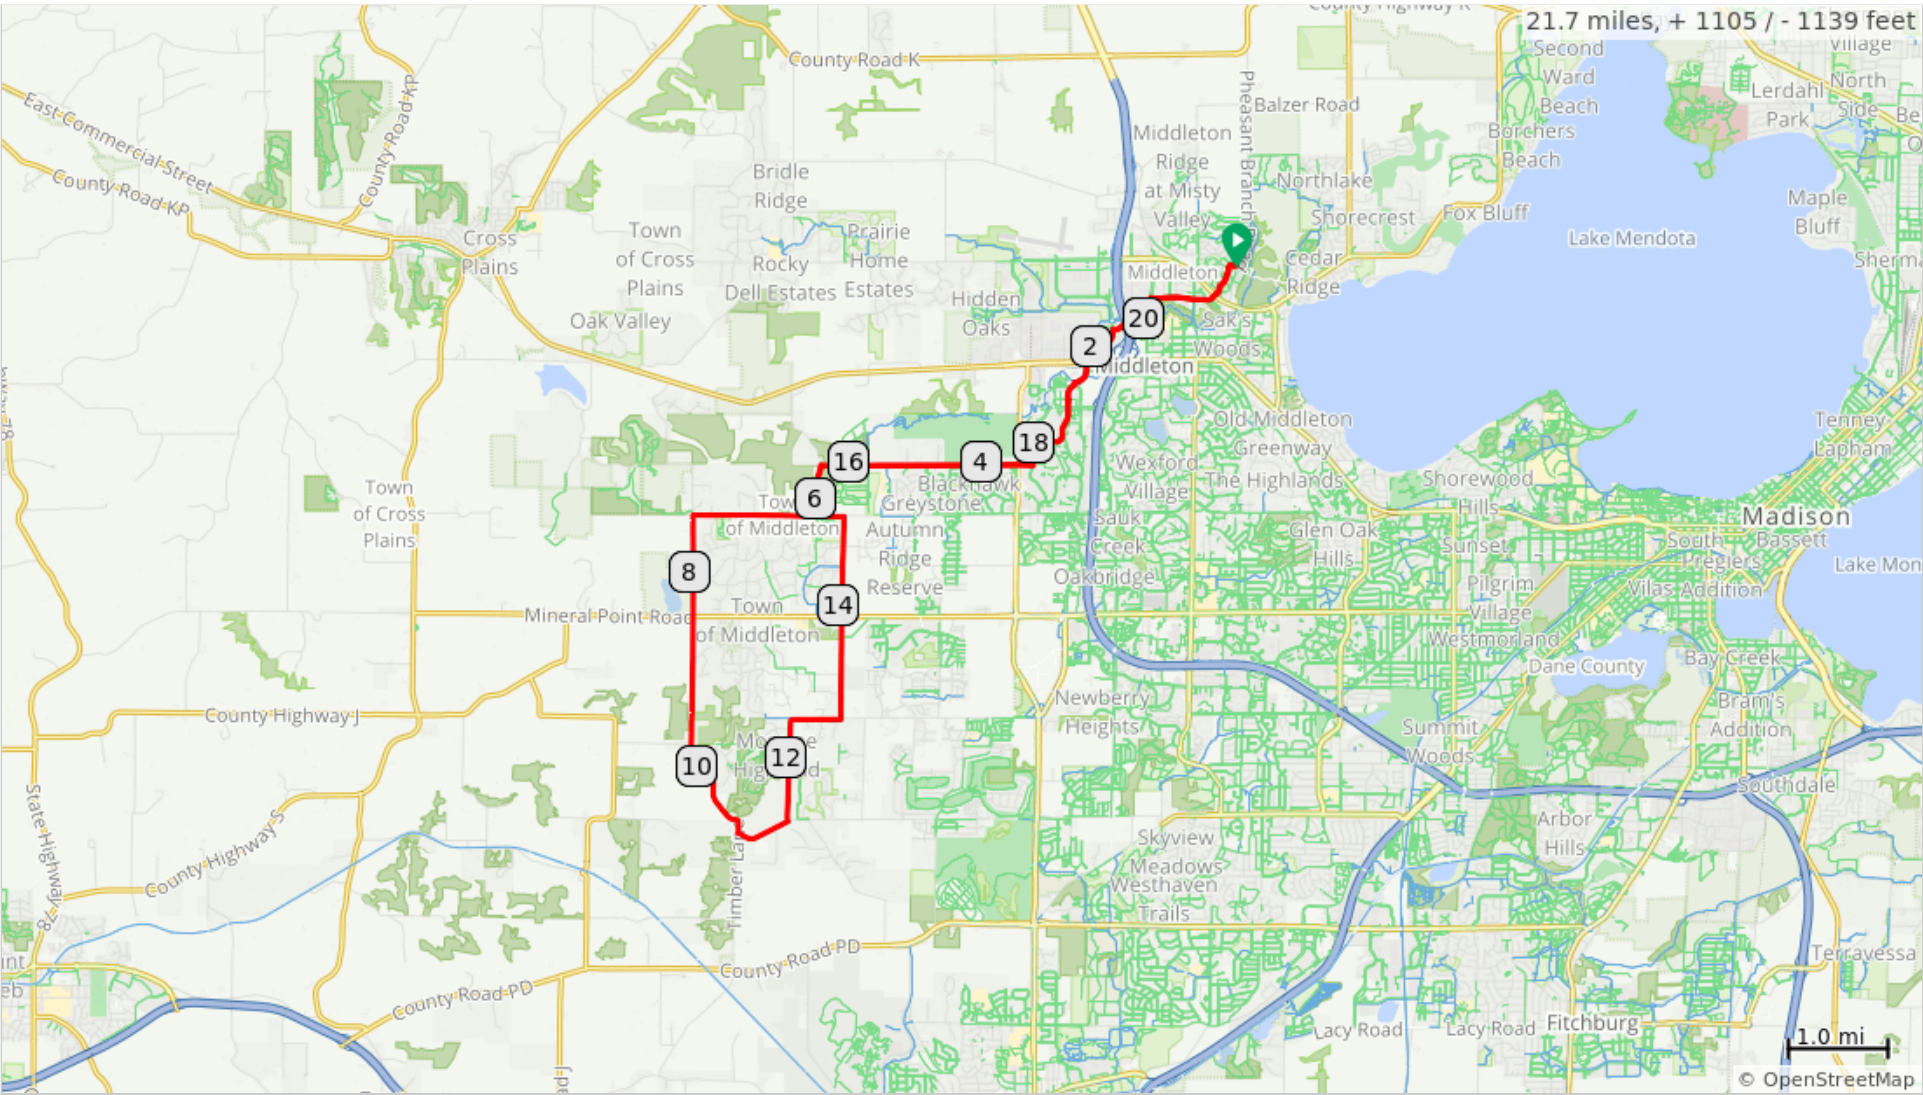 21.7 miles, + 1105 / - 1139 feet
County Road K
East Commercial Street
County Road KP
County Road KP
Cross
Plains
Bridle
Ridge
Town
of Cross
Plains
Prairie
Home
Estates
Rocky
Dell Estates
Oak Valley
Hidden
Oaks
Middleton
Ridge
at Misty
Valley
Pheasant Branch
Balzer Road
Northlake
Shorecrest
Fox Bluff
Cedar
Ridge
Middleton
Second
Ward
Beach
Borchers
Beach
Village
North
Side
Lerdahl
Park
Maple
Bluff
Lake Mendota
Sherma
20
2
Sak's
Woods
Middleton
Old Middleton
Greenway
18
16
4
6
Blackhawk
Greystone
Wexford
Village
The Highlands
Shorewood
Hills
Tenney-
Lapham
Madison
Town
of Cross
Plains
of Middleton
Autumn
Ridge
Reserve
Sauk
Creek
Oakbridge
Glen Oak
Hills
Sunset
South
Bassett
Pregiers
Addition
Vilas
Lake Mon
8
14
Pilgrim
Village
Westmorland
Mineral Point Road
Town
of Middleton
Dane County
Bay Creek
Bram's
Addition
County Highway J
Newberry
Heights
Summit
Woods
10
12
Southdale
State Highway 78
County Highway S
Timber Lane
Skyview
Meadows
Westhaven
Trails
Arbor
Hills
County Road PD
County Road PD
Terravessa
Lacy Road
Lacy Road
Fitchburg
1.0 mi
© OpenStreetMap